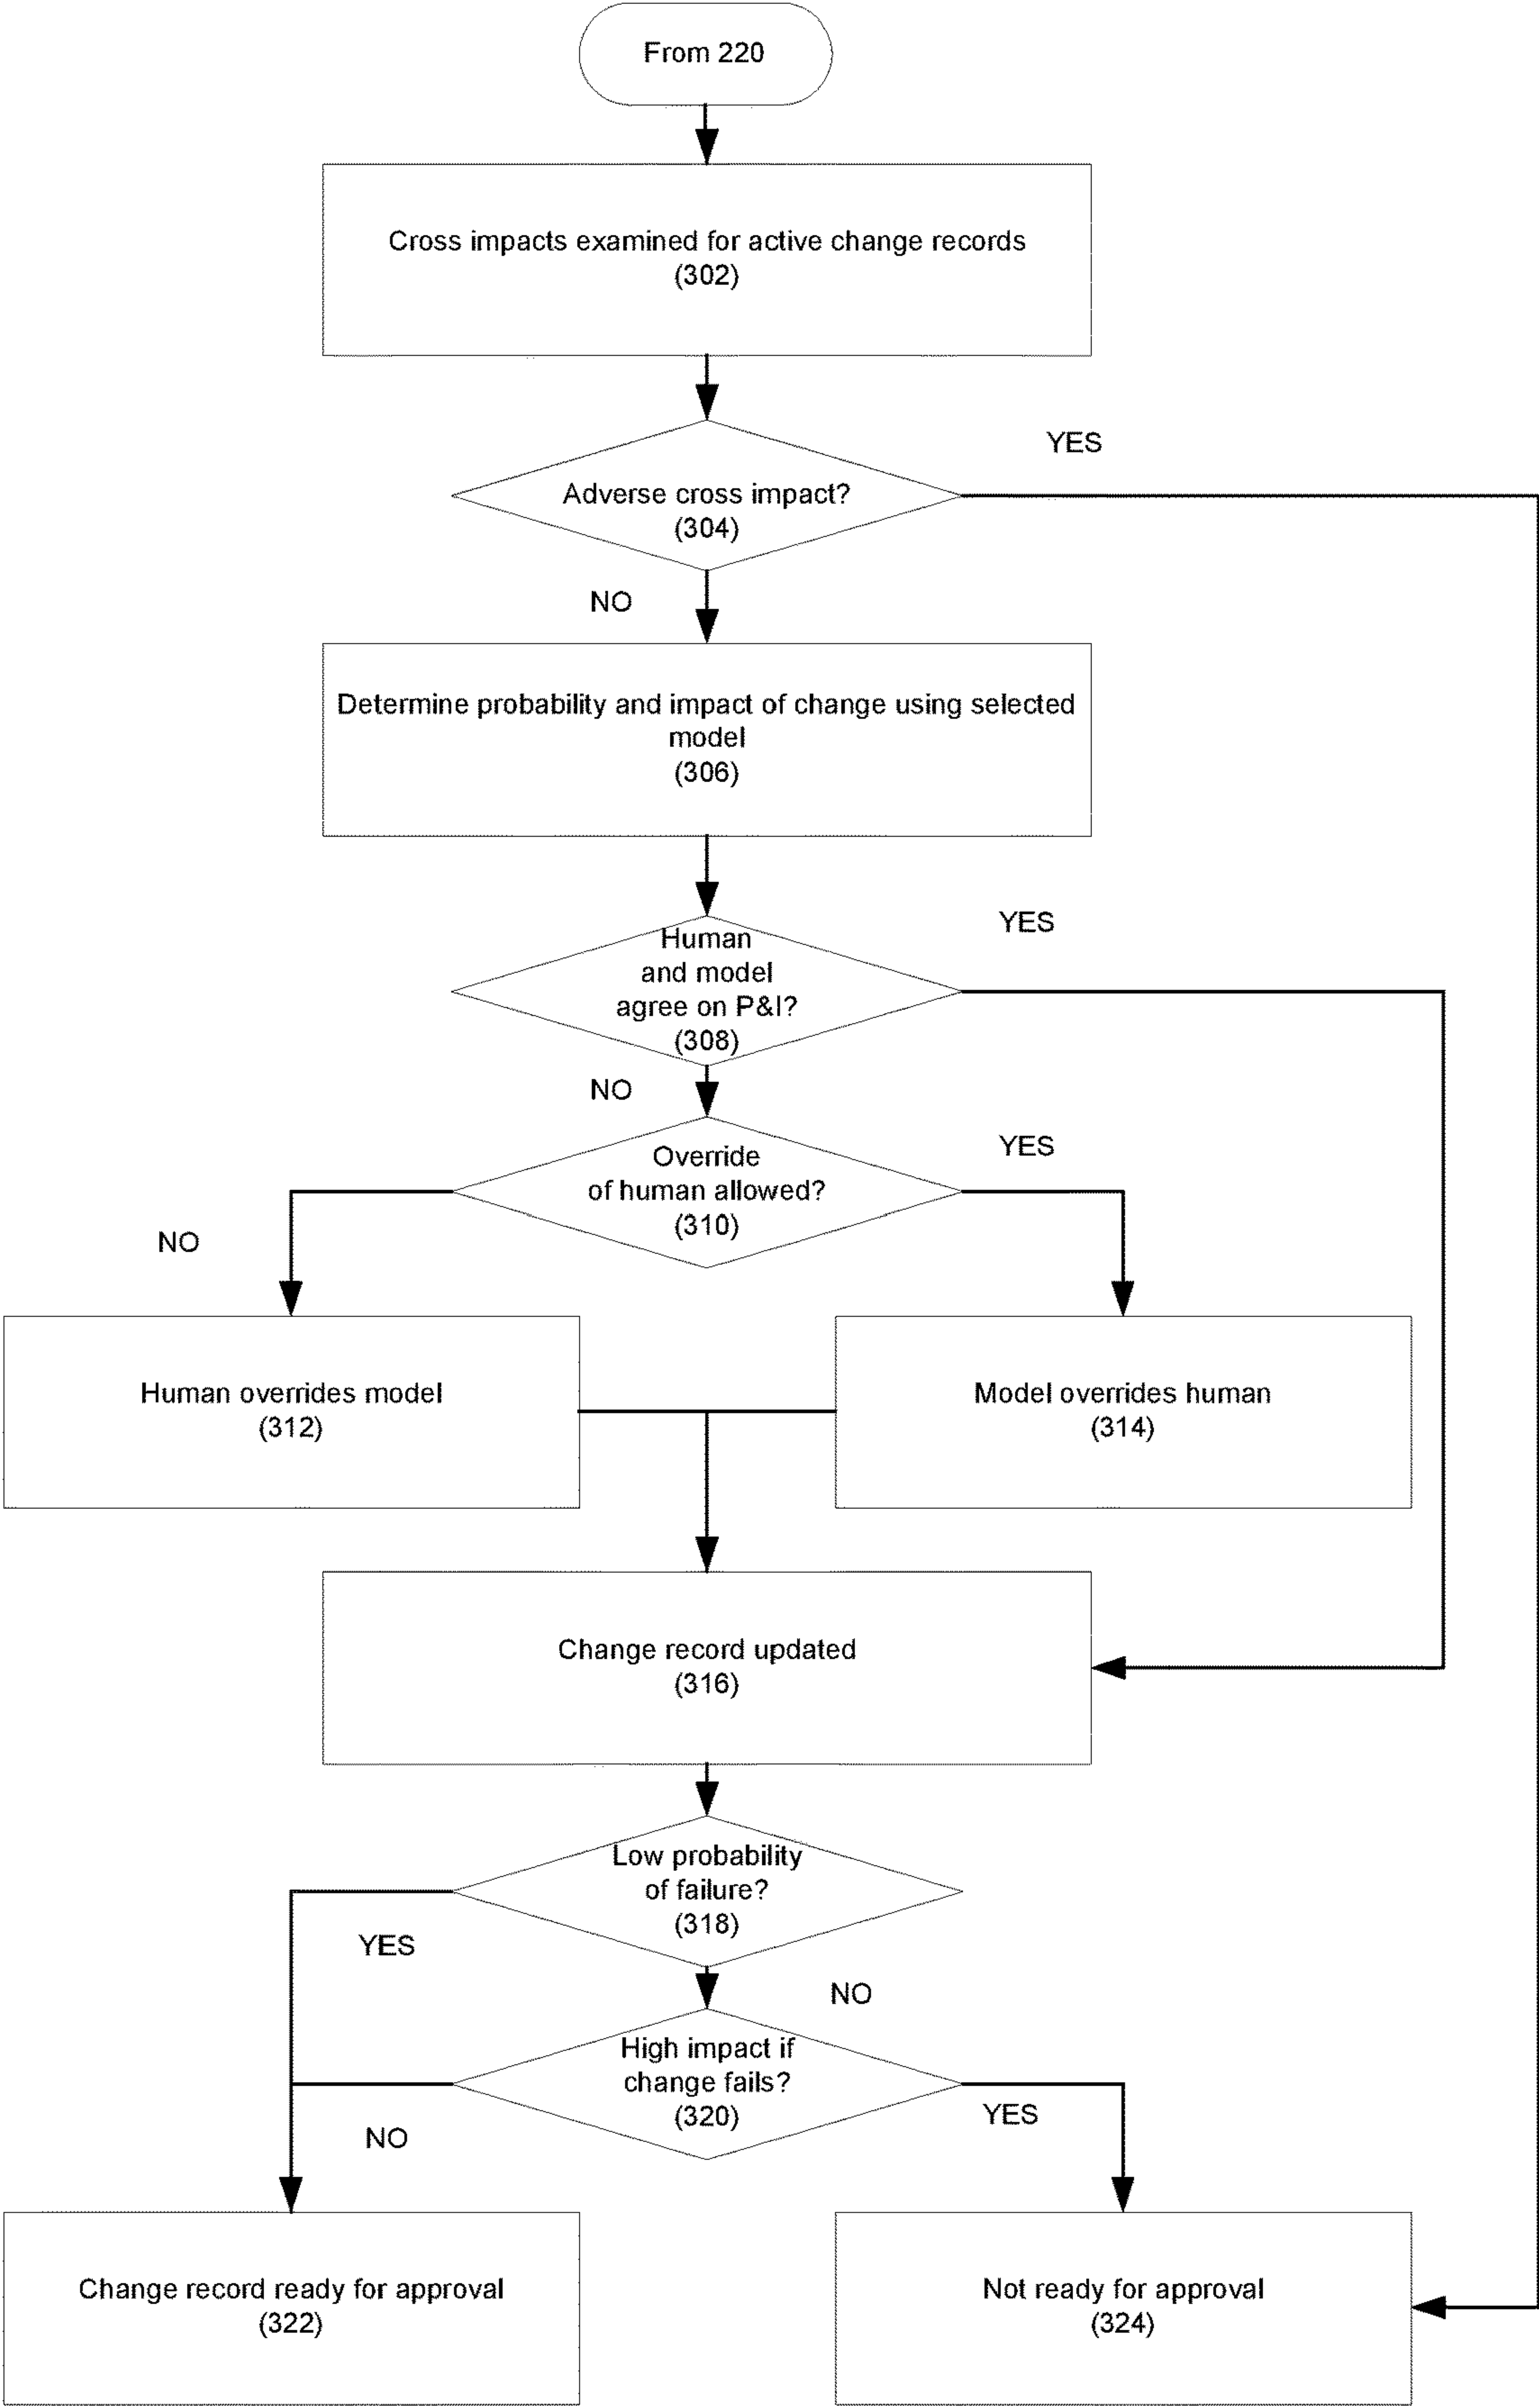 From 220
Cross impacts examined for active change records
(302)
YES
Adverse cross impact?
(304)
NO
Determine probability and impact of change using selected
model
(306)
YES
Human
and model
agree on P&I?
(308)
NO
YES
Override
of human allowed?
(310)
NO
Human overrides model
(312)
Model overrides human
(314)
Change record updated
(316)
Low probability
of failure?
(318)
YES
NO
High impact if
change fails?
(320)
YES
NO
Change record ready for approval
(322)
Not ready for approval
(324)